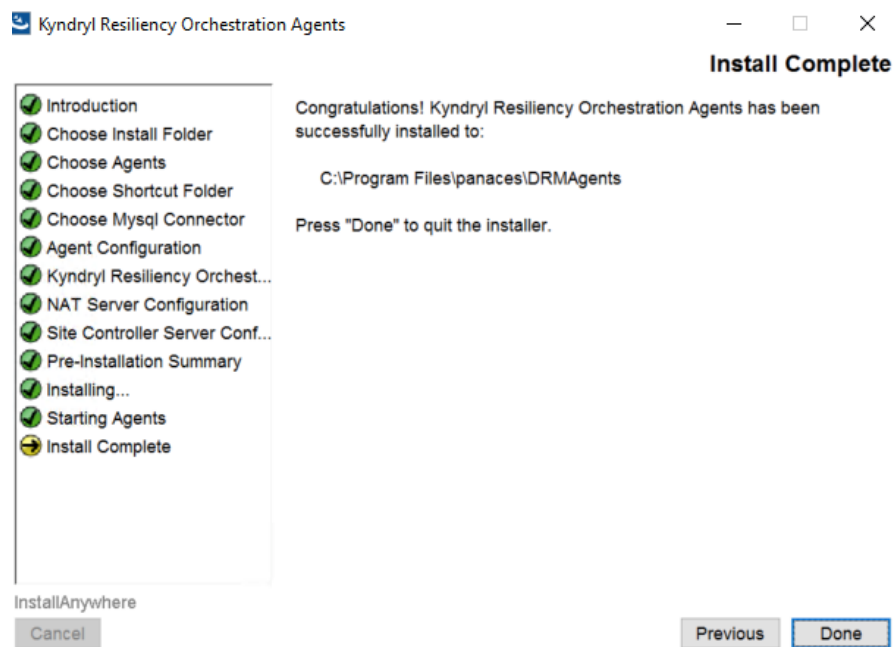 Kyndryl Resiliency Orchestration Agents
Install Complete
Introduction
Choose Install Folder
Choose Agents
Choose Shortcut Folder
Choose Mysql Connector
Agent Configuration
Kyndryl Resiliency Orchest...
NAT Server Configuration
Site Controller Server Conf...
Pre-Installation Summary
Installing...
Starting Agents
Install Complete
Congratulations! Kyndryl Resiliency Orchestration Agents has been
successfully installed to:
C:\Program Files\panaces\DRMAgents
Press "Done" to quit the installer.
InstallAnywhere
Cancel
Previous
Done